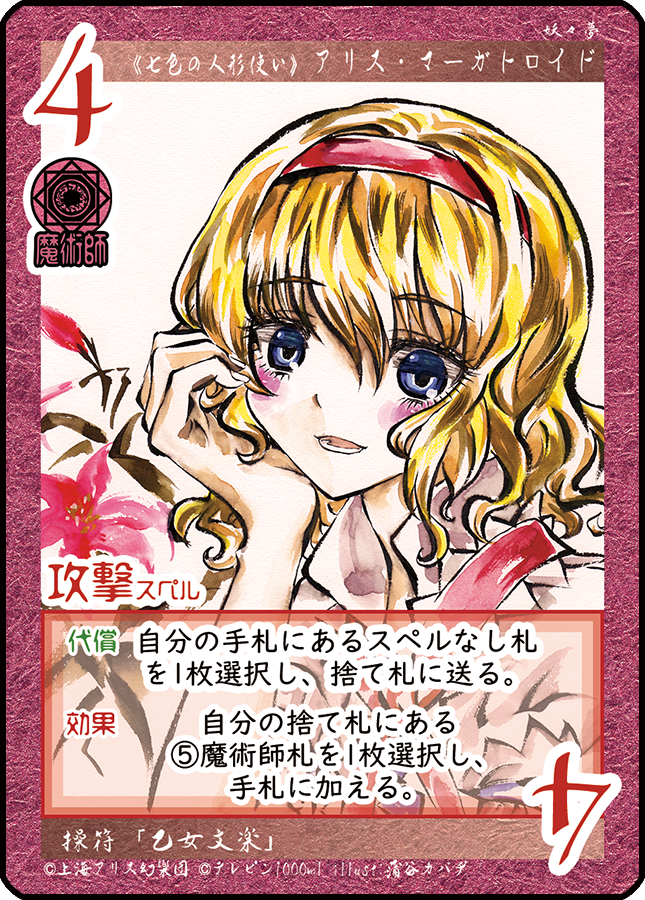 妖々夢
4
《七色の人形使い》 アリス・マーガトロイド
魔術師
攻撃スペル
代償 自分の手札にあるスペルなし札
を1枚選択し、捨て札に送る。
効果 自分の捨て札にある
⑤魔術師札を1枚選択し、
手札に加える。
4
操符「乙女文楽」
©上海アリス幻樂団 ©テレピン1000ml illust:蒲谷カバヂ